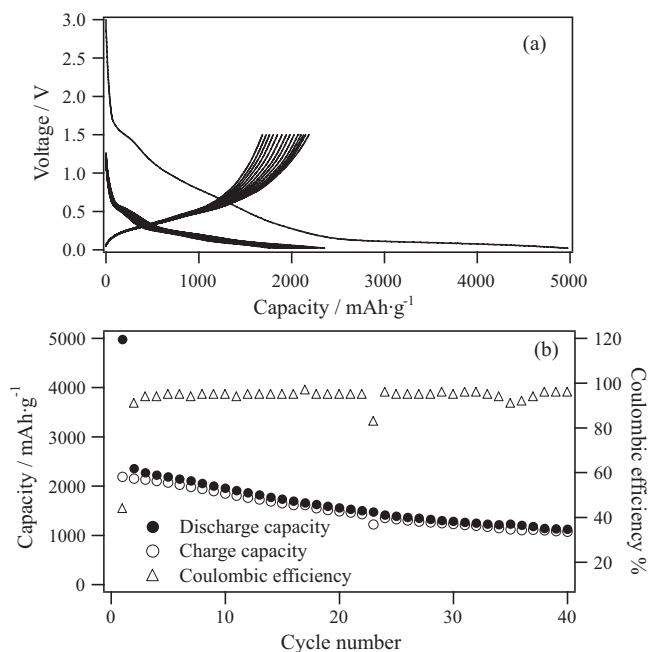 (a)
3.0
2.5
2.0
1.5
1.0
0.5
0.0
Voltage / V
0 1000 2000 3000 4000 5000
Capacity / mAh·g⁻¹
(b)
5000
4000
3000
2000
1000
0
Capacity / mAh·g⁻¹
120
100
80
60
40
20
Coulombic efficiency %
Discharge capacity
Charge capacity
Coulombic efficiency
0 10 20 30 40
Cycle number